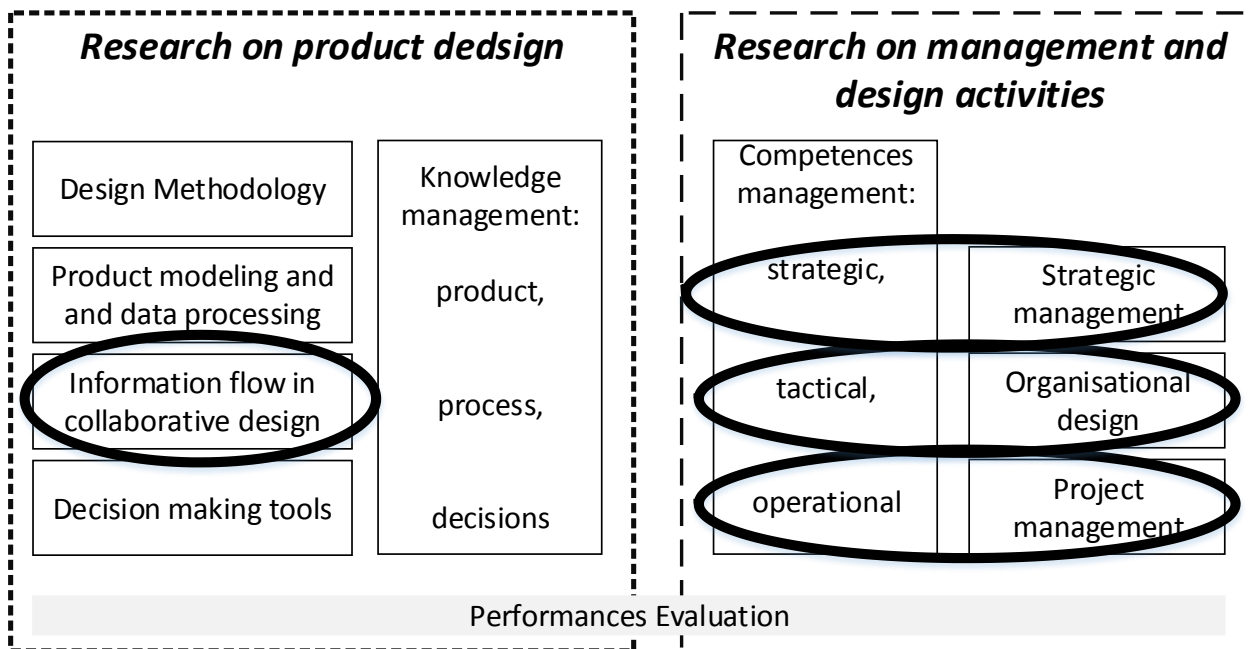 Research on product dedsign
Design Methodology
Product modeling and
and data processing
Information flow in
collaborative design
Decision making tools
Knowledge
management:
product,
process,
decisions
Research on management and
design activities
Competences
management:
strategic,
tactical,
operational
Strategic
management
Organisational
design
Project
management
Performances Evaluation